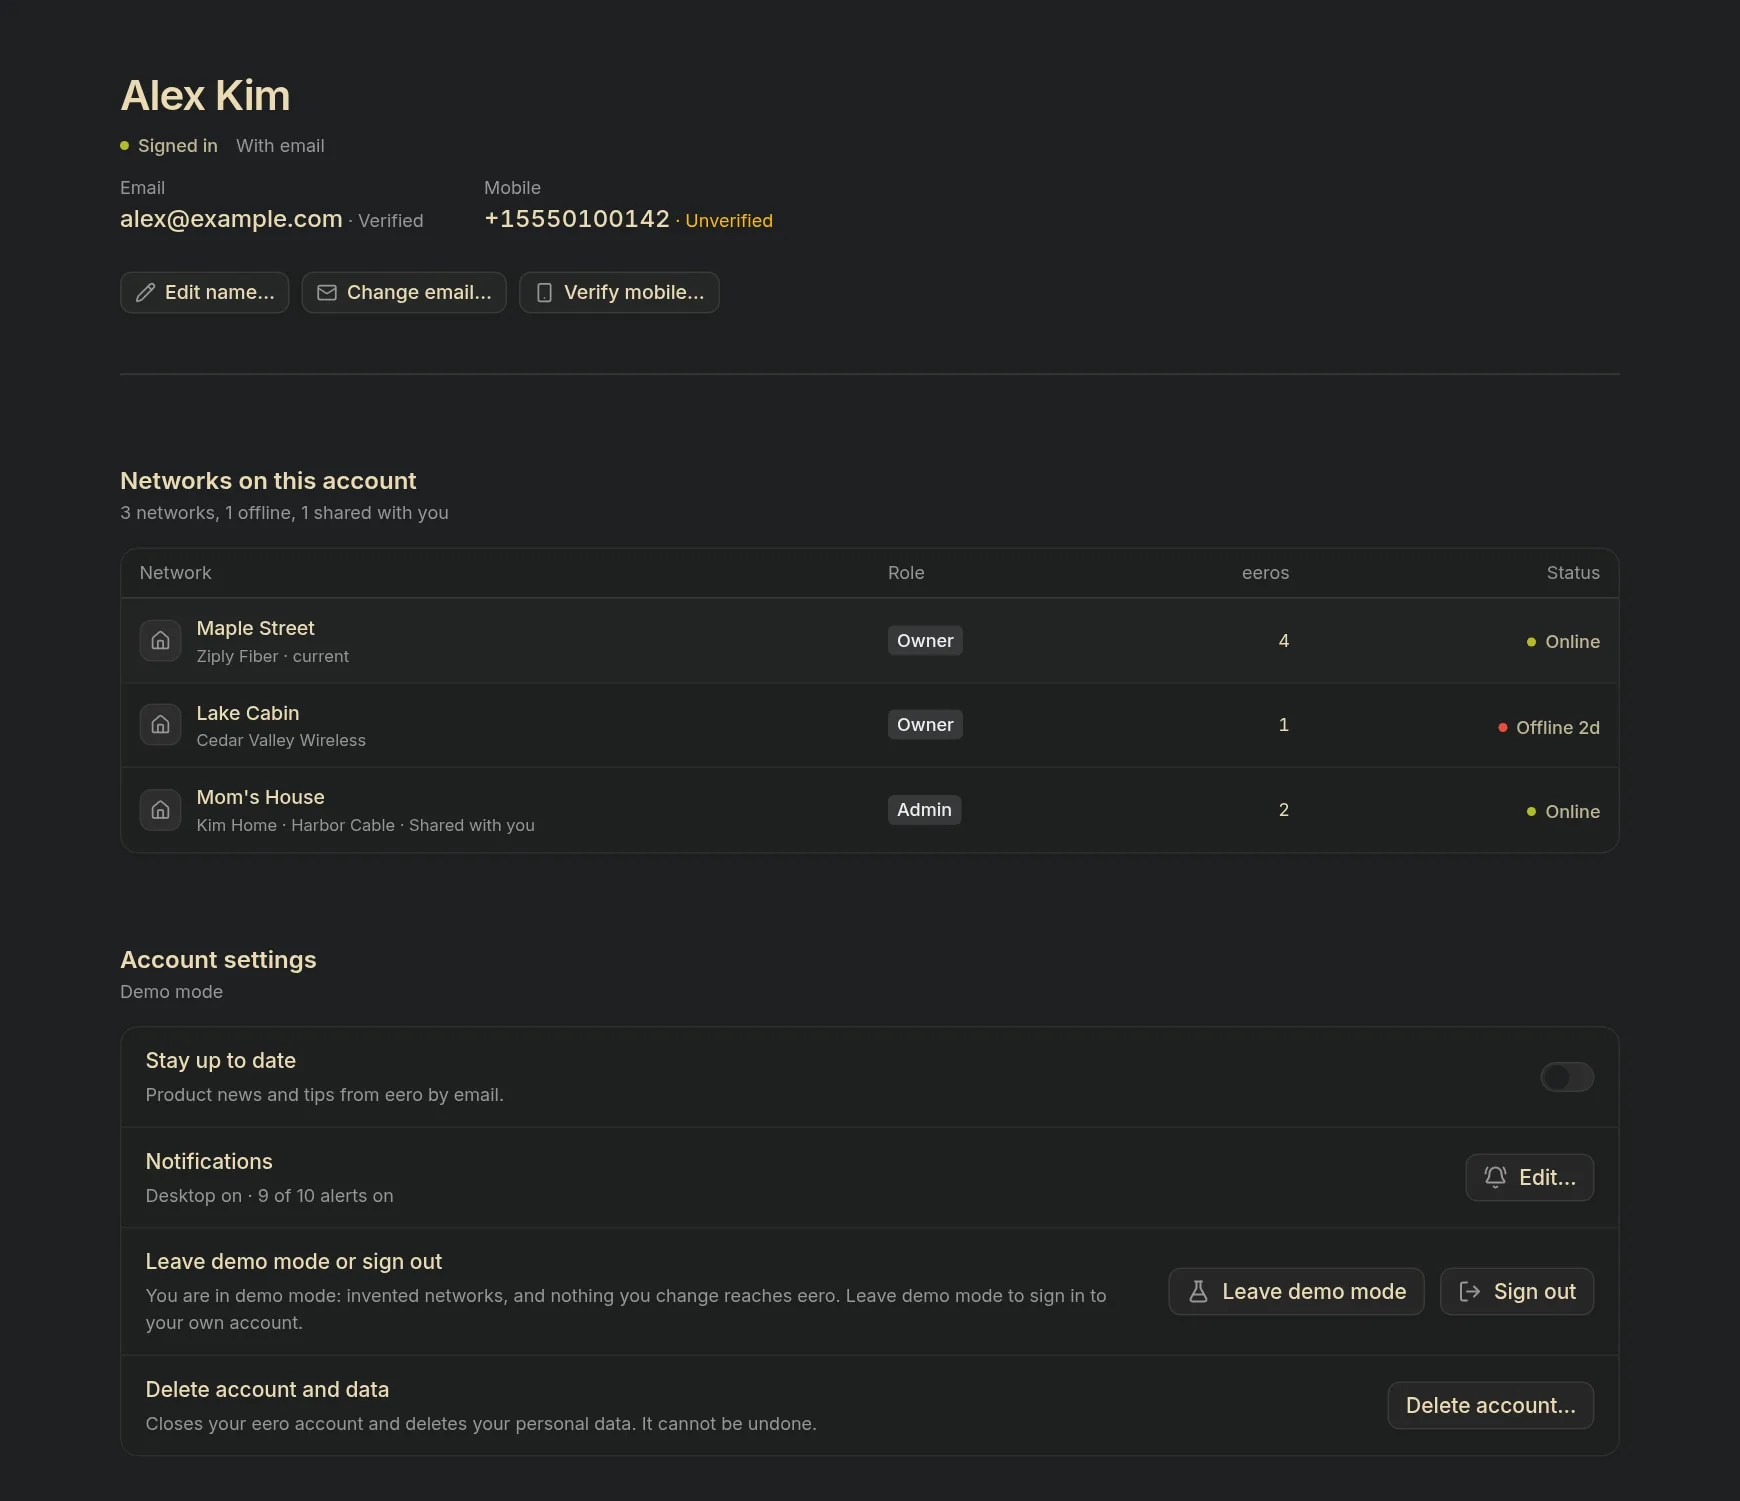 Alex Kim
Signed in With email
Email Mobile
alex@example.com · Verified +15550100142 · Unverified
Edit name... Change email... Verify mobile...
Networks on this account
3 networks, 1 offline, 1 shared with you
Network Role eeros Status
Maple Street
Ziply Fiber · current
Owner 4 Online
Lake Cabin
Cedar Valley Wireless
Owner 1 Offline 2d
Mom's House
Kim Home · Harbor Cable · Shared with you
Admin 2 Online
Account settings
Demo mode
Stay up to date
Product news and tips from eero by email.
Notifications
Desktop on · 9 of 10 alerts on
Edit...
Leave demo mode or sign out
You are in demo mode: invented networks, and nothing you change reaches eero. Leave demo mode to sign in to
your own account.
Leave demo mode Sign out
Delete account and data
Closes your eero account and deletes your personal data. It cannot be undone.
Delete account...